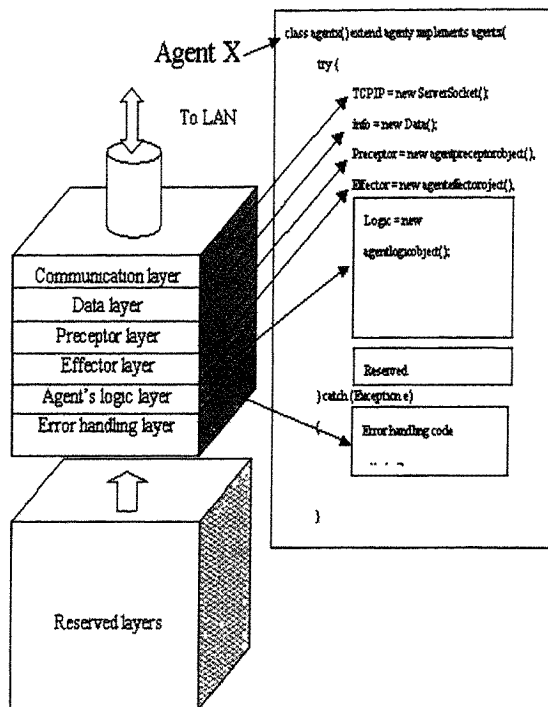 Agent X
To LAN
Communication layer
Data layer
Preceptor layer
Effector layer
Agent's logic layer
Error handling layer
Reserved layers
class agentx() extend agenty implements agentx{
try {
TCPIP = new ServerSocket();
info = new Data();
Preceptor = new agentpreceptorobject(),
Effector = new agenteffectoroject(),
Logic = new
agentlogicobject();
Reserved
} catch (Exception e)
{
Error handling code
}